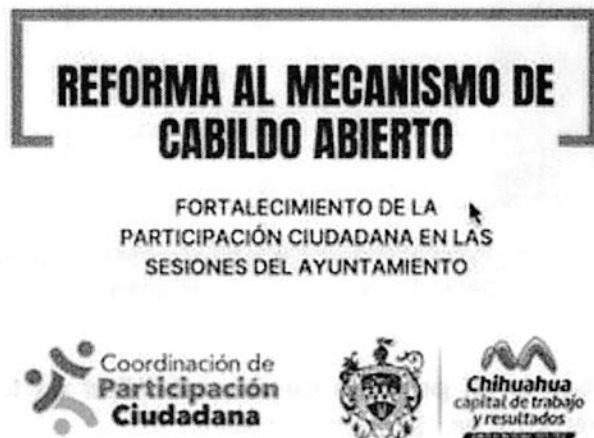 REFORMA AL MECANISMO DE
CABILDO ABIERTO
FORTALECIMIENTO DE LA
PARTICIPACIÓN CIUDADANA EN LAS
SESIONES DEL AYUNTAMIENTO
Coordinación de
Participación
Ciudadana
Chihuahua
capital de trabajo
y resultados